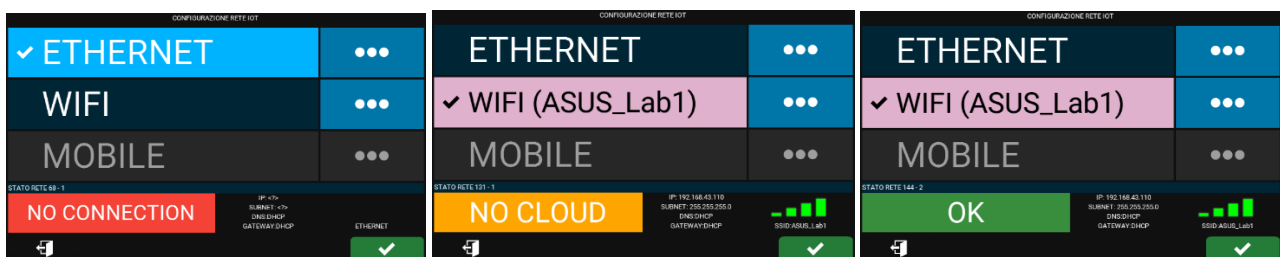 CONFIGURAZIONE RETE IOT
ETHERNET
WIFI
MOBILE
STATO RETE 68 - 1
NO CONNECTION
IP: <?>
SUBNET: <?>
DNS:DHCP
GATEWAY:DHCP
ETHERNET
CONFIGURAZIONE RETE IOT
ETHERNET
WIFI (ASUS_Lab1)
MOBILE
STATO RETE 131 - 1
NO CLOUD
IP: 192.168.43.110
SUBNET: 255.255.255.0
DNS:DHCP
GATEWAY:DHCP
SSID:ASUS_Lab1
CONFIGURAZIONE RETE IOT
ETHERNET
WIFI (ASUS_Lab1)
MOBILE
STATO RETE 144 - 2
OK
IP: 192.168.43.110
SUBNET: 255.255.255.0
DNS:DHCP
GATEWAY:DHCP
SSID:ASUS_Lab1